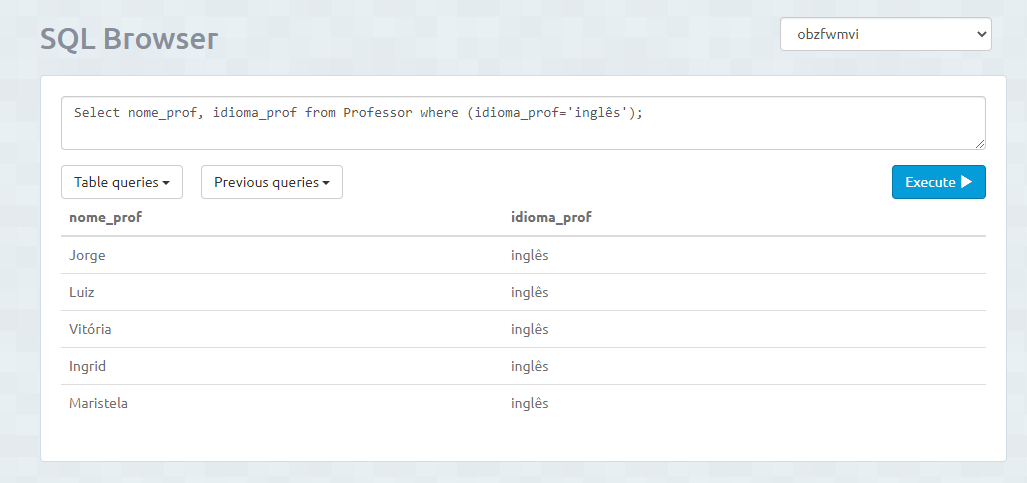 SQL Browser
obzfwmvi
Select nome_prof, idioma_prof from Professor where (idioma_prof='inglês');
Table queries
Previous queries
Execute
nome_prof idioma_prof
Jorge inglês
Luiz inglês
Vitória inglês
Ingrid inglês
Maristela inglês